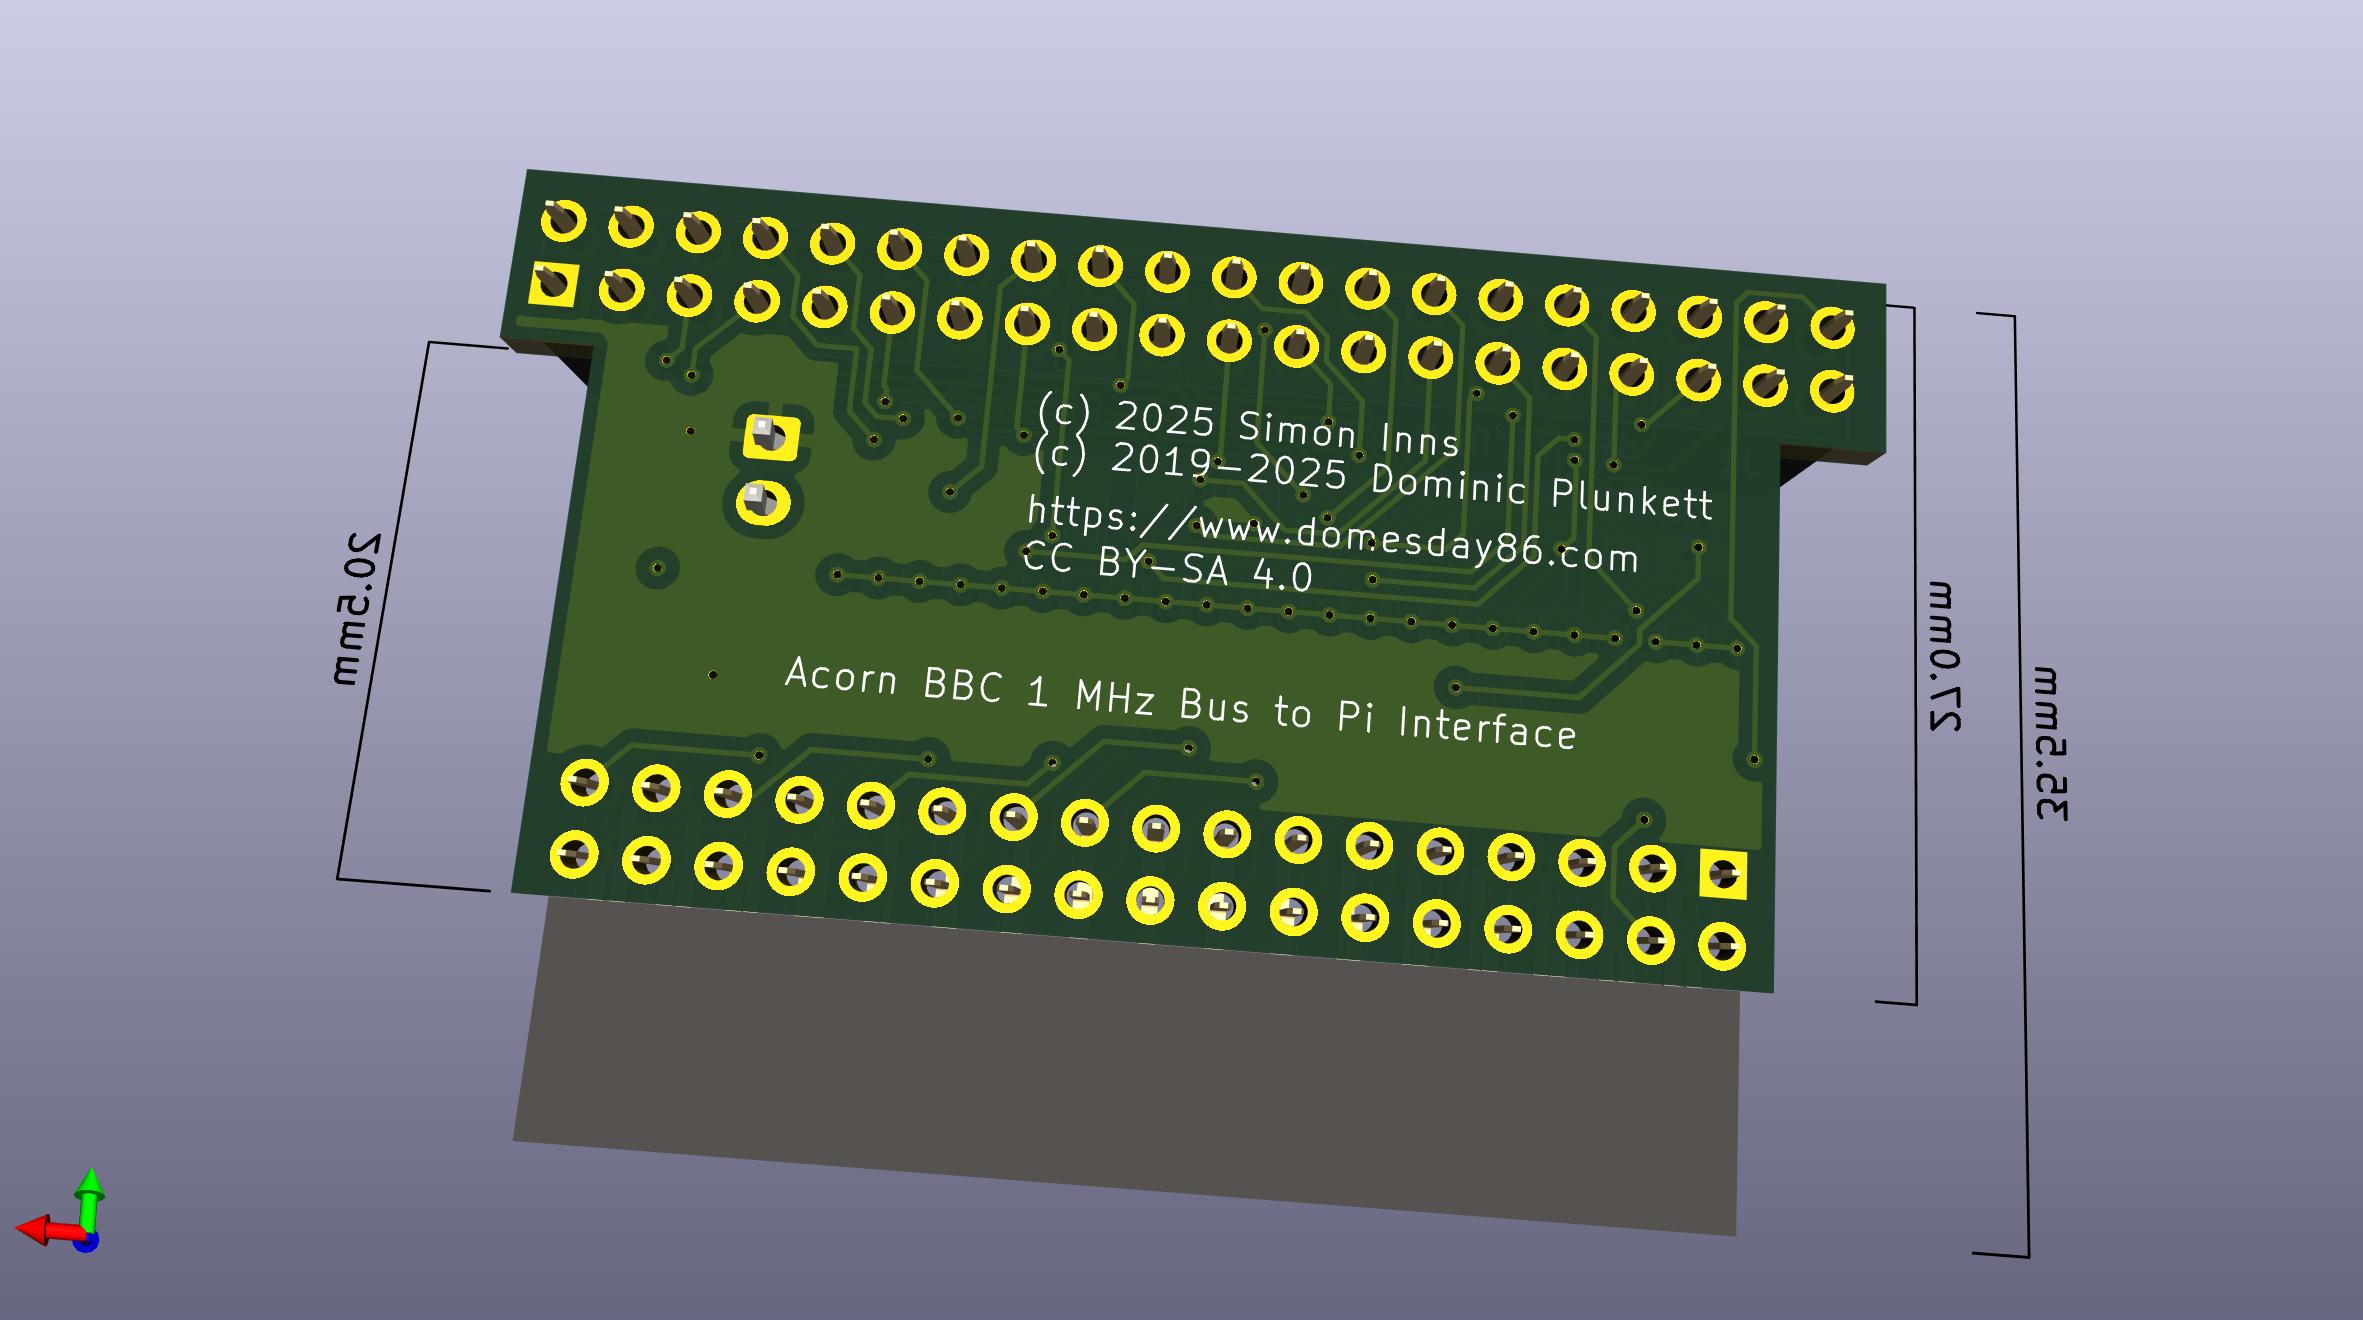 (c) 2025 Simon Inns
(c) 2019-2025 Dominic Plunkett
https://www.domesday86.com
CC BY-SA 4.0
Acorn BBC 1 MHz Bus to Pi Interface
20.5mm
27.0mm
35.5mm